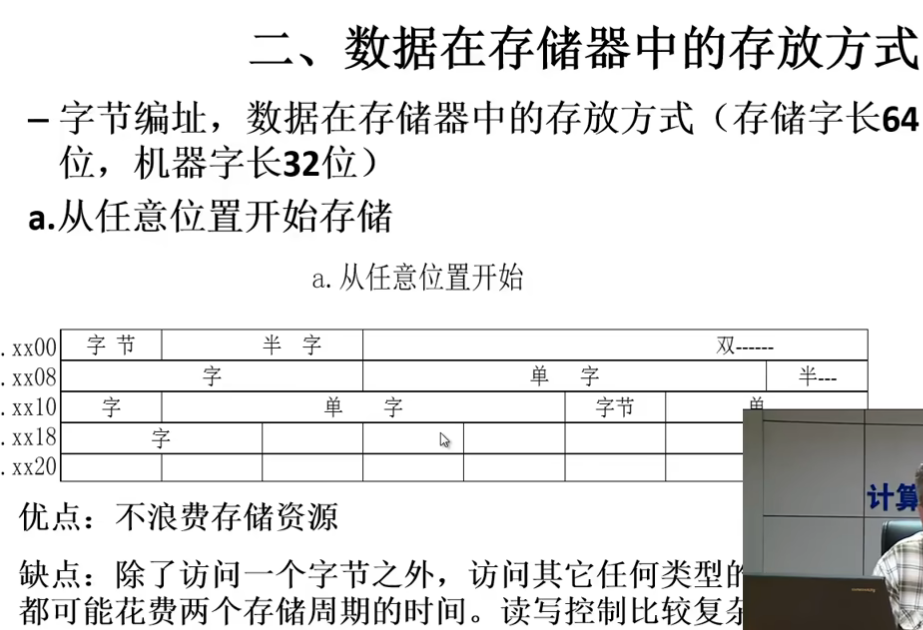 二、数据在存储器中的存放方式
– 字节编址，数据在存储器中的存放方式（存储字长64
位，机器字长32位）
a.从任意位置开始存储
a. 从任意位置开始
.xx00 字 节 半 字 双------
.xx08 字 单 字 半---
.xx10 字 单 字 字节 单
.xx18 字
.xx20
计算
优点：不浪费存储资源
缺点：除了访问一个字节之外，访问其它任何类型的
都可能花费两个存储周期的时间。读写控制比较复杂